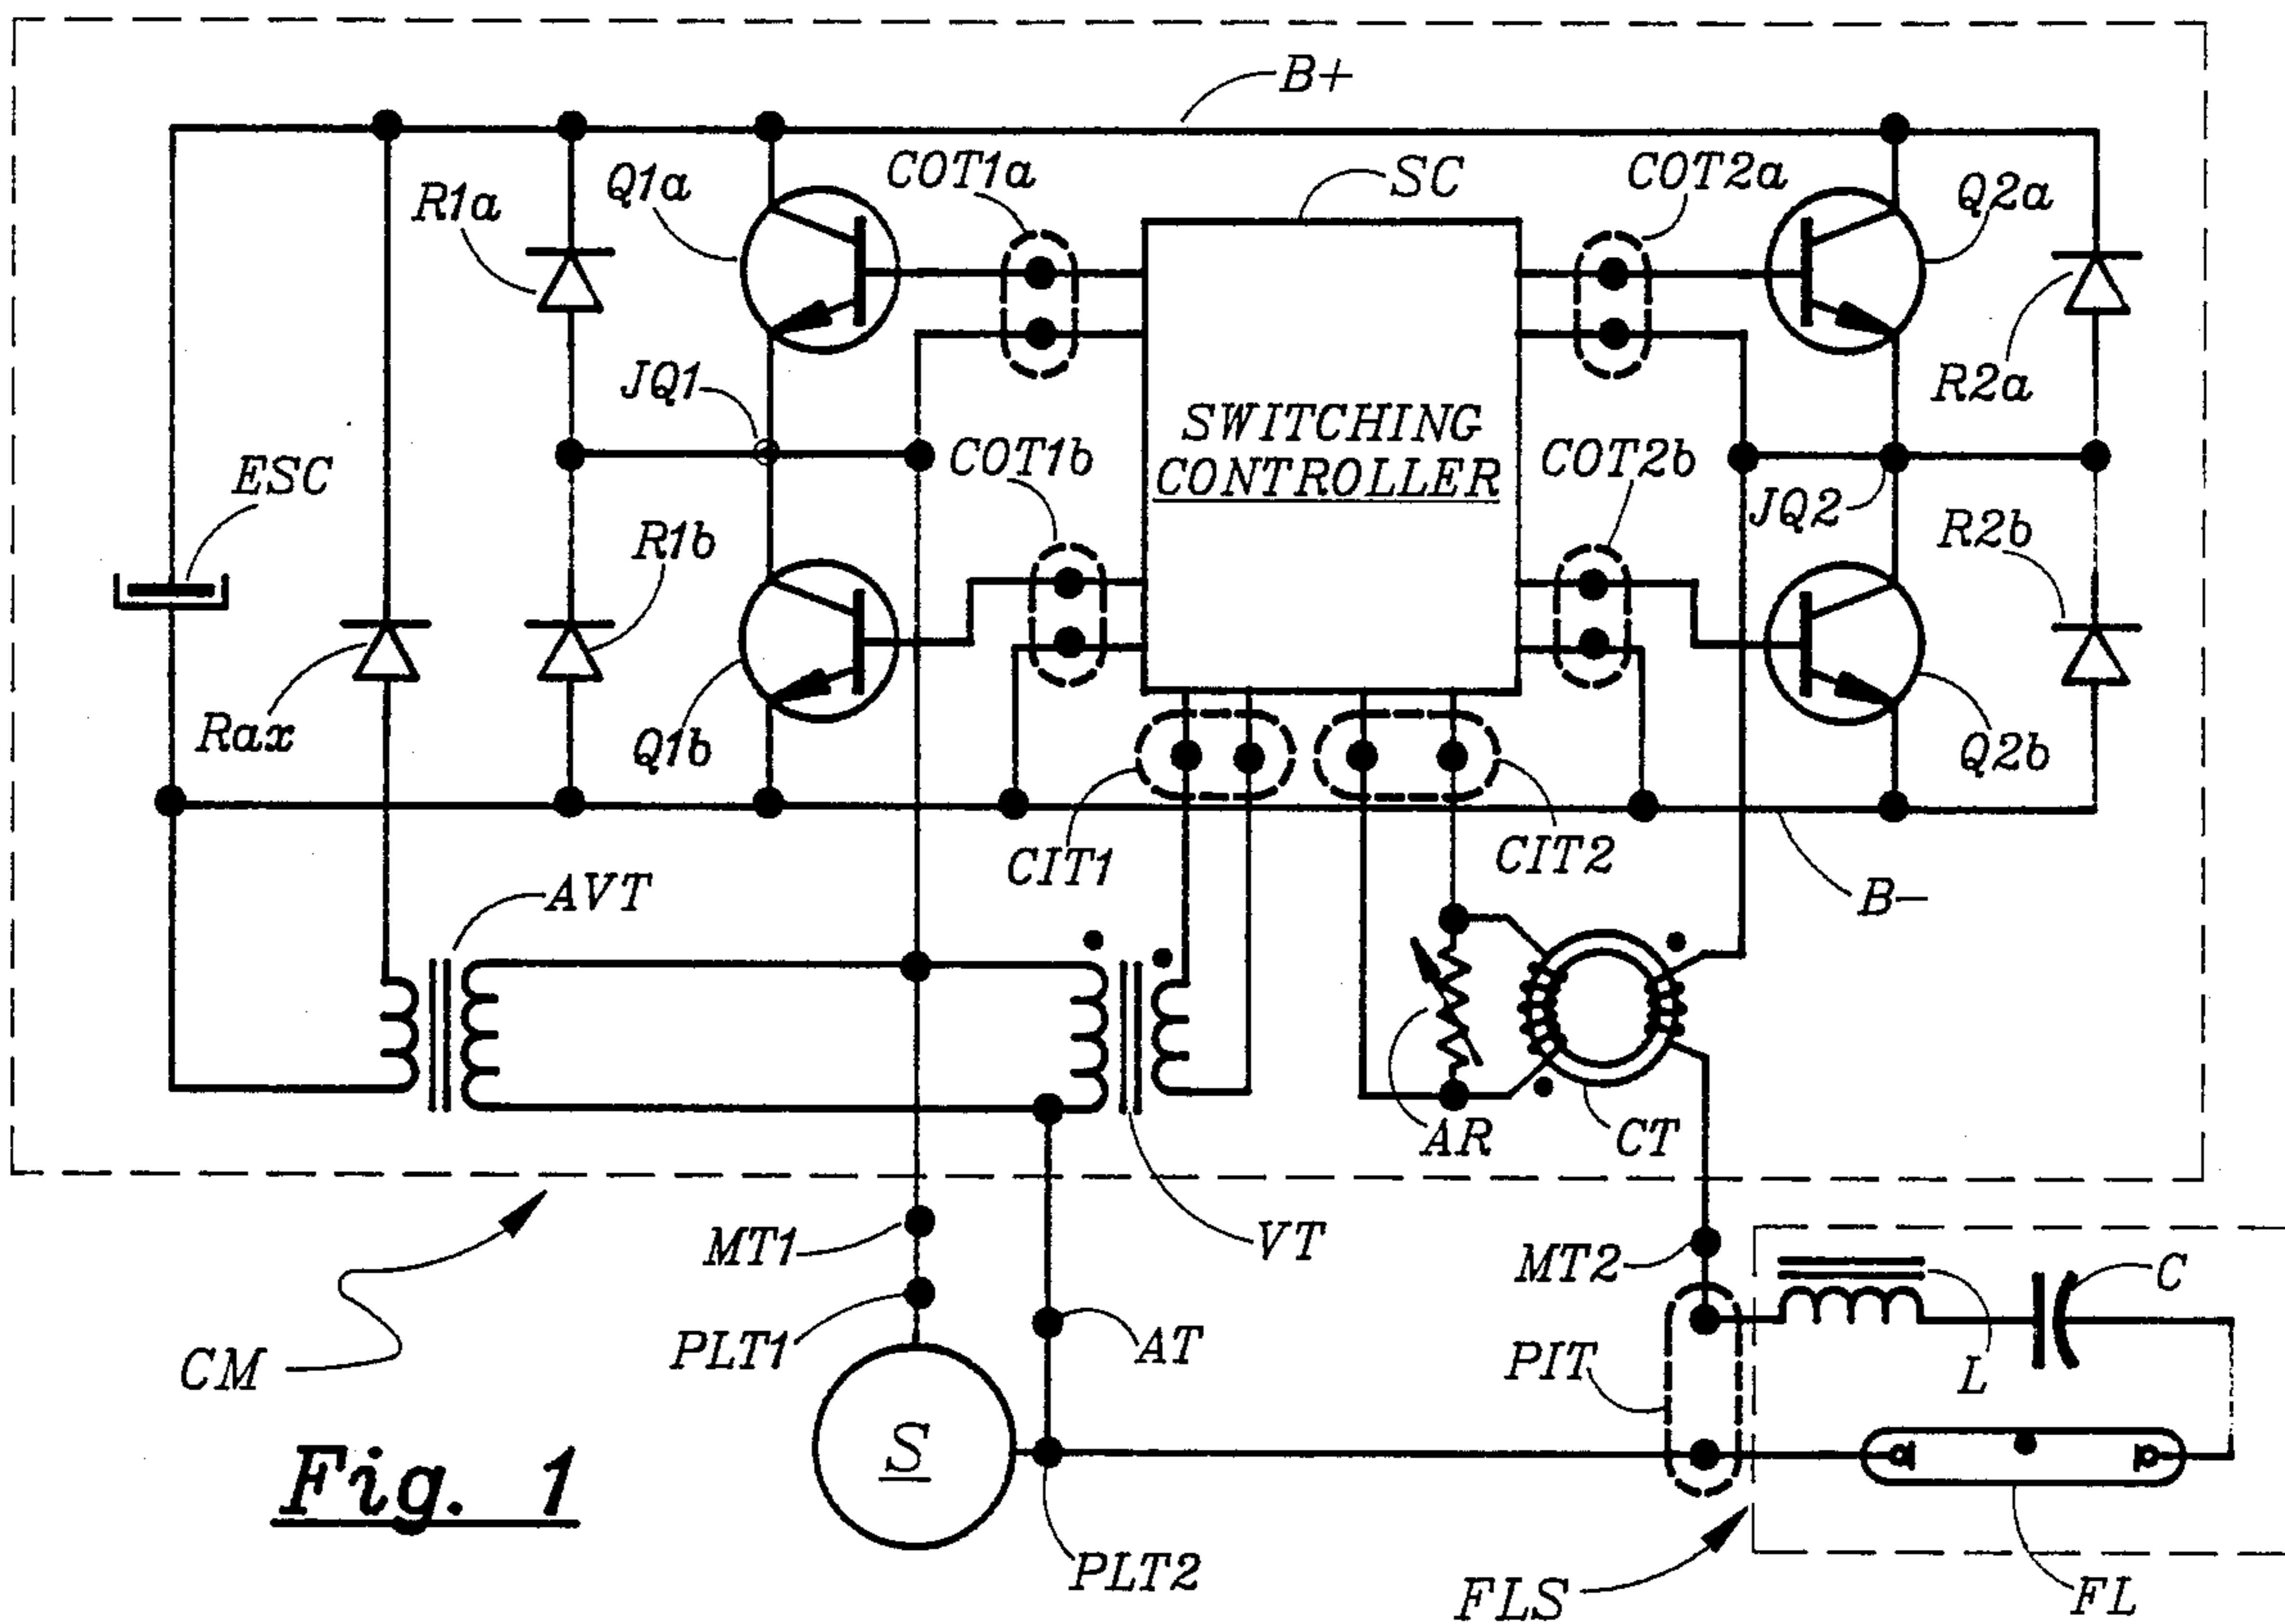 B+
SC
COT1a
COT2a
Q1a
Q2a
R1a
R2a
JQ1
SWITCHING
CONTROLLER
COT1b
COT2b
ESC
JQ2
R1b
R2b
Rax
Q1b
Q2b
CIT1
CIT2
AVT
B−
AR
CT
MT1
VT
MT2
C
PLT1
AT
PIT
L
CM
S
Fig. 1
PLT2
FLS
FL